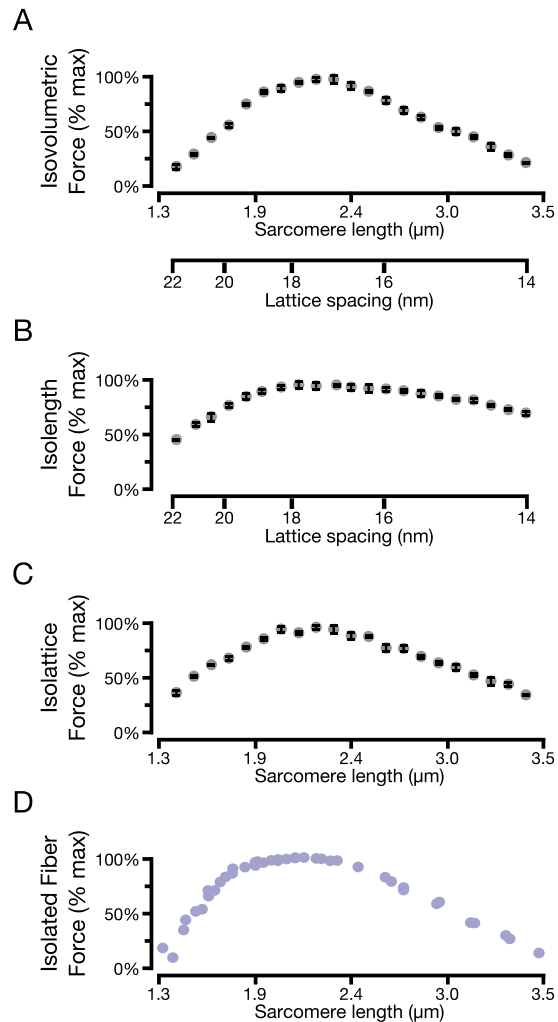 A
Isovolumetric
Force (% max)
100%
50%
0%
1.3 1.9 2.4 3.0 3.5
Sarcomere length (µm)
22 20 18 16 14
Lattice spacing (nm)
B
Isolength
Force (% max)
100%
50%
0%
22 20 18 16 14
Lattice spacing (nm)
C
Isolattice
Force (% max)
100%
50%
0%
1.3 1.9 2.4 3.0 3.5
Sarcomere length (µm)
D
Isolated Fiber
Force (% max)
100%
50%
0%
1.3 1.9 2.4 3.0 3.5
Sarcomere length (µm)